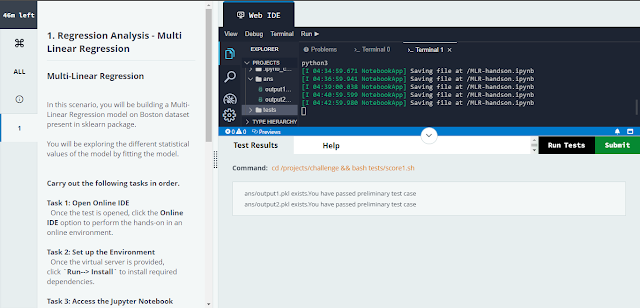 46m left
ALL
1
1. Regression Analysis - Multi
Linear Regression
Multi-Linear Regression
In this scenario, you will be building a Multi-
Linear Regression model on Boston dataset
present in sklearn package.
You will be exploring the different statistical
values of the model by fitting the model.
Carry out the following tasks in order.
Task 1: Open Online IDE
Once the test is opened, click the Online
IDE option to perform the hands-on in an
online environment.
Task 2: Set up the Environment
Once the virtual server is provided,
click `Run--> Install` to install required
dependencies.
Task 3: Access the Jupyter Notebook
Web IDE
View Debug Terminal Run
EXPLORER
PROJECTS
.ipynb_c...
ans
output1...
output2...
tests
TYPE HIERARCHY
Problems Terminal 0 Terminal 1 ×
python3
[I 04:34:59.671 NotebookApp] Saving file at /MLR-handson.ipynb
[I 04:36:59.941 NotebookApp] Saving file at /MLR-handson.ipynb
[I 04:39:00.038 NotebookApp] Saving file at /MLR-handson.ipynb
[I 04:40:59.599 NotebookApp] Saving file at /MLR-handson.ipynb
[I 04:42:59.980 NotebookApp] Saving file at /MLR-handson.ipynb
0 0 Previews
Test Results Help Run Tests Submit
Command: cd /projects/challenge && bash tests/score1.sh
ans/output1.pkl exists:You have passed preliminary test case
ans/output2.pkl exists:You have passed preliminary test case